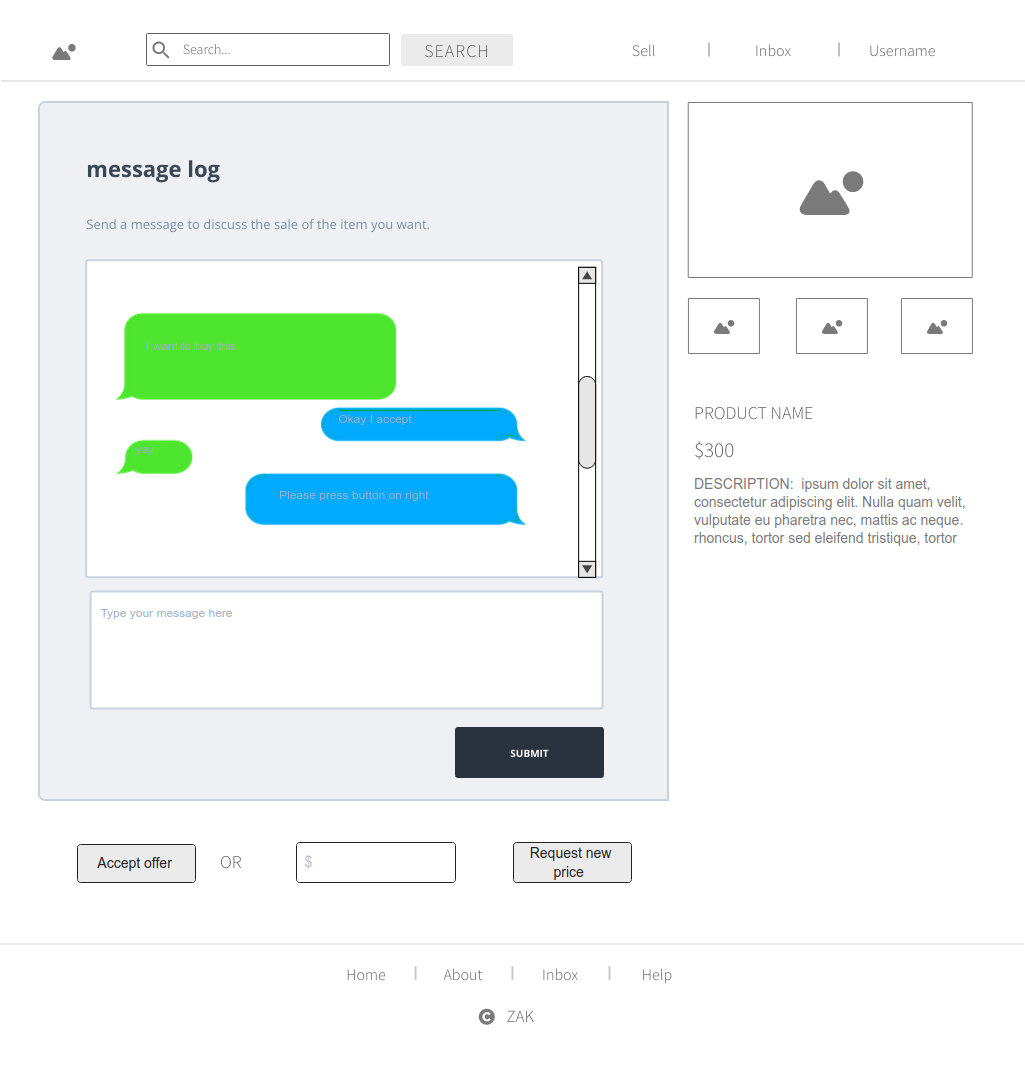 Search...
SEARCH
Sell
Inbox
Username
message log
Send a message to discuss the sale of the item you want.
I want to buy this
Okay I accept
yay
Please press button on right
Type your message here
SUBMIT
PRODUCT NAME
$300
DESCRIPTION:  ipsum dolor sit amet,
consectetur adipiscing elit. Nulla quam velit,
vulputate eu pharetra nec, mattis ac neque.
rhoncus, tortor sed eleifend tristique, tortor
Accept offer
OR
$
Request new
price
Home
About
Inbox
Help
ZAK